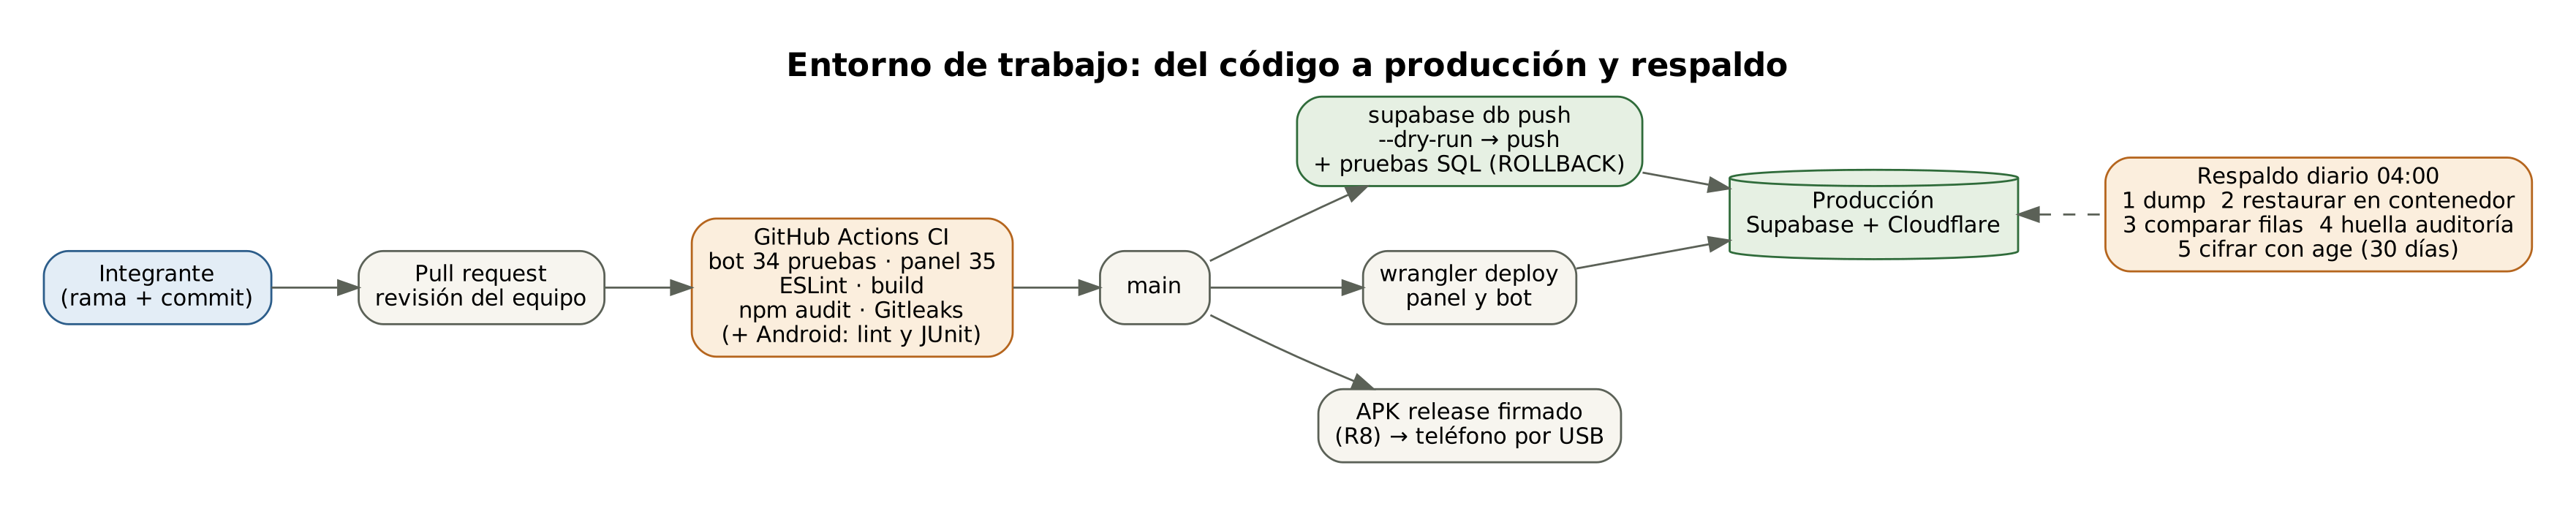 Entorno de trabajo: del código a producción y respaldo
Integrante
(rama + commit)
Pull request
revisión del equipo
GitHub Actions CI
bot 34 pruebas · panel 35
ESLint · build
npm audit · Gitleaks
(+ Android: lint y JUnit)
main
supabase db push
--dry-run → push
+ pruebas SQL (ROLLBACK)
wrangler deploy
panel y bot
APK release firmado
(R8) → teléfono por USB
Producción
Supabase + Cloudflare
Respaldo diario 04:00
1 dump  2 restaurar en contenedor
3 comparar filas  4 huella auditoría
5 cifrar con age (30 días)